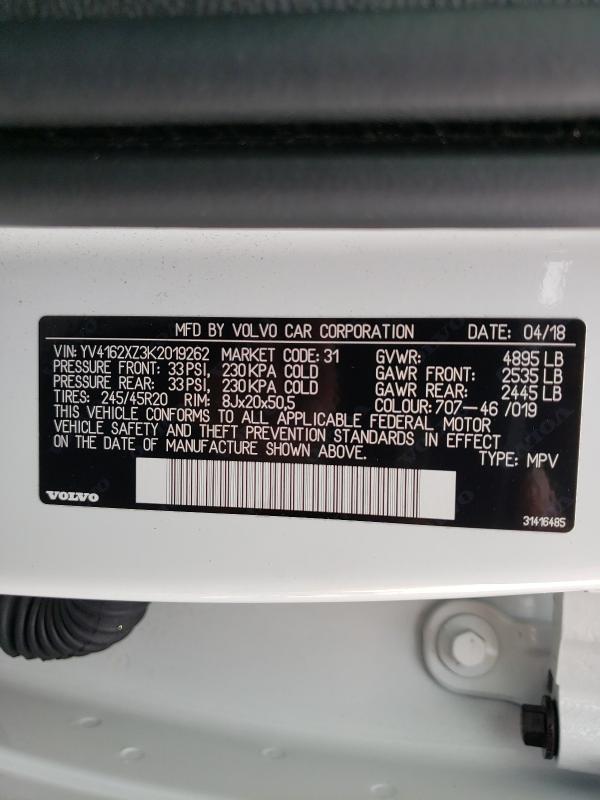 MFD BY VOLVO CAR CORPORATION DATE: 04/18
VIN: YV4162XZ3K2019262 MARKET CODE: 31 GVWR: 4895 LB
PRESSURE FRONT: 33 PSI, 230 KPA COLD GAWR FRONT: 2535 LB
PRESSURE REAR: 33 PSI, 230 KPA COLD GAWR REAR: 2445 LB
TIRES: 245/45R20 RIM: 8Jx20x50,5 COLOUR: 707-46 /019
THIS VEHICLE CONFORMS TO ALL APPLICABLE FEDERAL MOTOR
VEHICLE SAFETY AND THEFT PREVENTION STANDARDS IN EFFECT
ON THE DATE OF MANUFACTURE SHOWN ABOVE. TYPE: MPV
VOLVO 31416485